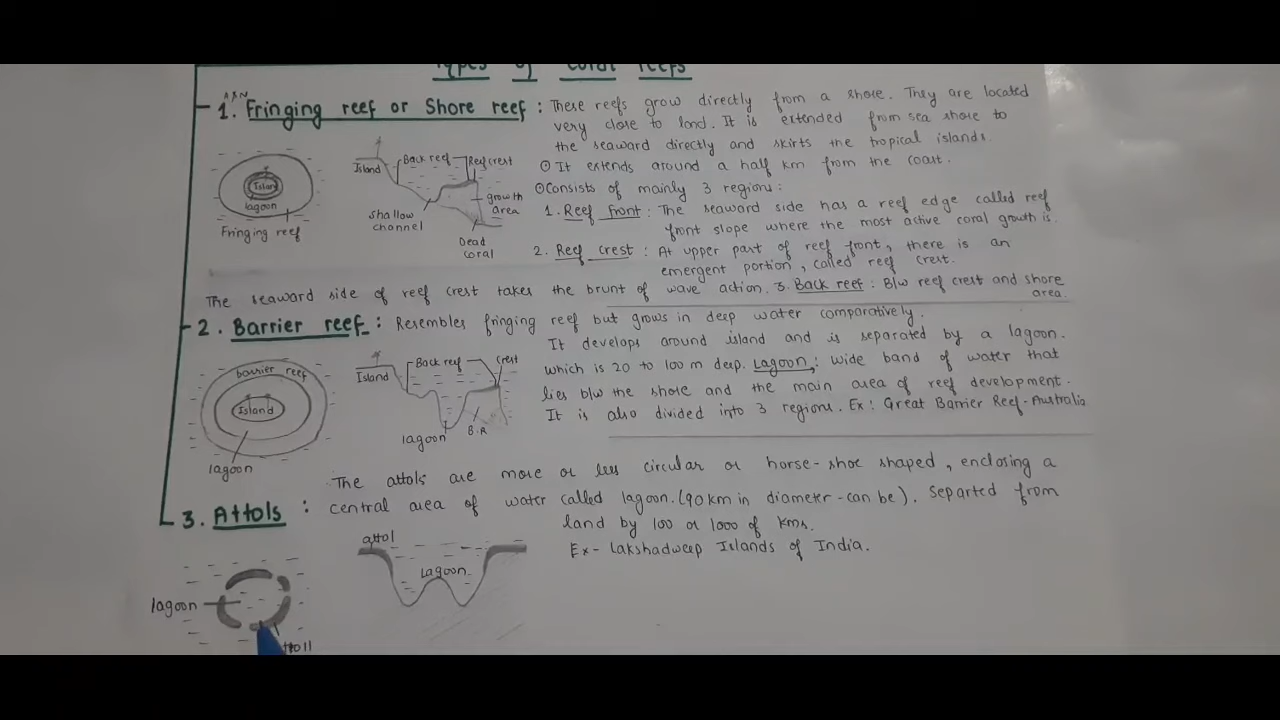 Types of Coral reefs
1. Fringing reef or Shore reef : These reefs grow directly from a shore. They are located
very close to land. It is extended from sea shore to
the seaward directly and skirts the tropical islands.
It extends around a half km from the coast.
Consists of mainly 3 regions:
1. Reef front : The seaward side has a reef edge called reef
front slope where the most active coral growth is.
2. Reef crest : At upper part of reef front, there is an
emergent portion, called reef crest.
The seaward side of reef crest takes the brunt of wave action. 3. Back reef : B/w reef crest and shore
area.
Island
lagoon
Fringing reef
Island
Back reef
Reef crest
growth
area
shallow
channel
Dead
coral
2. Barrier reef : Resembles fringing reef but grows in deep water comparatively.
It develops around island and is separated by a lagoon.
which is 20 to 100 m deep. Lagoon : wide band of water that
lies b/w the shore and the main area of reef development.
It is also divided into 3 regions. Ex: Great Barrier Reef-Australia
barrier reef
Island
lagoon
Island
Back reef
Crest
lagoon
B.R
The attols are more or less circular or horse-shoe shaped, enclosing a
3. Attols : central area of water called lagoon. (90 km in diameter-can be). Separted from
land by 100 or 1000 of kms.
Ex- Lakshadweep Islands of India.
lagoon
attol
Lagoon